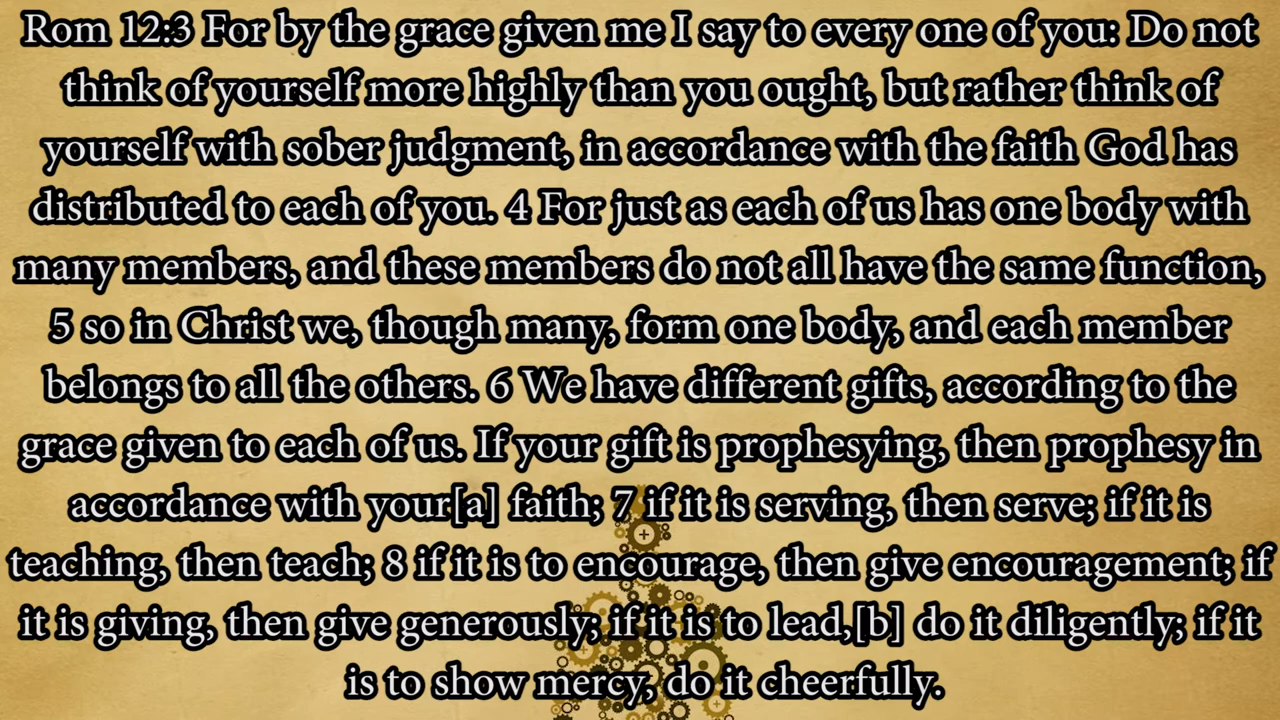 Rom 12:3 For by the grace given me I say to every one of you: Do not
think of yourself more highly than you ought, but rather think of
yourself with sober judgment, in accordance with the faith God has
distributed to each of you. 4 For just as each of us has one body with
many members, and these members do not all have the same function,
5 so in Christ we, though many, form one body, and each member
belongs to all the others. 6 We have different gifts, according to the
grace given to each of us. If your gift is prophesying, then prophesy in
accordance with your[a] faith; 7 if it is serving, then serve; if it is
teaching, then teach; 8 if it is to encourage, then give encouragement; if
it is giving, then give generously; if it is to lead,[b] do it diligently; if it
is to show mercy, do it cheerfully.